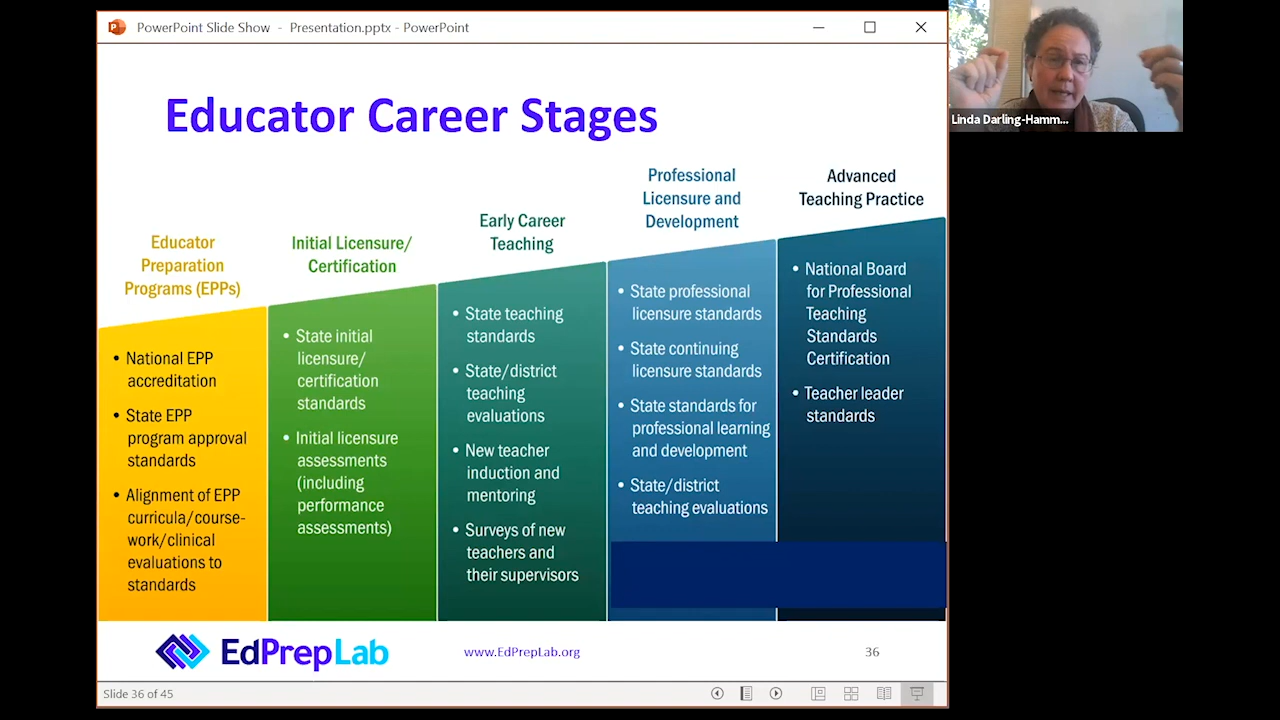 PowerPoint Slide Show - Presentation.pptx - PowerPoint
Linda Darling-Hamm...
Educator Career Stages
Educator
Preparation
Programs (EPPs)
• National EPP
accreditation
• State EPP
program approval
standards
• Alignment of EPP
curricula/course-
work/clinical
evaluations to
standards
Initial Licensure/
Certification
• State initial
licensure/
certification
standards
• Initial licensure
assessments
(including
performance
assessments)
Early Career
Teaching
• State teaching
standards
• State/district
teaching
evaluations
• New teacher
induction and
mentoring
• Surveys of new
teachers and
their supervisors
Professional
Licensure and
Development
• State professional
licensure standards
• State continuing
licensure standards
• State standards for
professional learning
and development
• State/district
teaching evaluations
Advanced
Teaching Practice
• National Board
for Professional
Teaching
Standards
Certification
• Teacher leader
standards
EdPrepLab
www.EdPrepLab.org
36
Slide 36 of 45